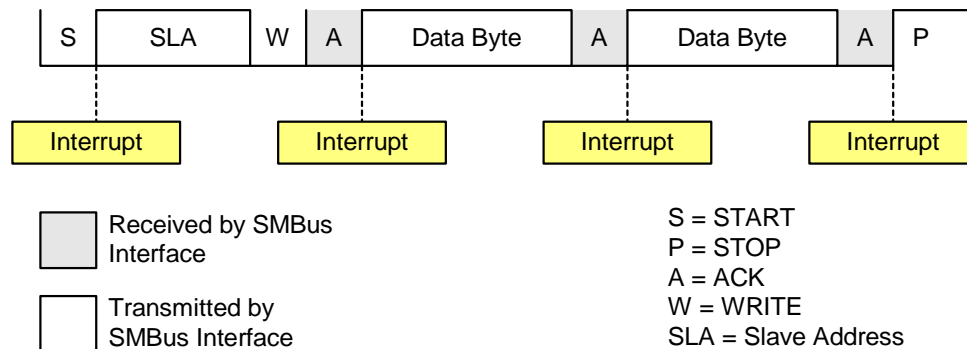 S SLA W A Data Byte A Data Byte A P
Interrupt Interrupt Interrupt Interrupt
Received by SMBus
Interface
Transmitted by
SMBus Interface
S = START
P = STOP
A = ACK
W = WRITE
SLA = Slave Address